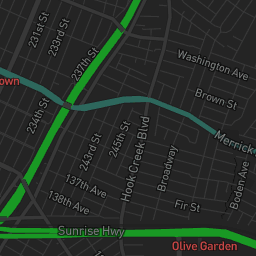 231st St
233rd St
237th St
Washington Ave
own
Brown St
234th St
Merrick
243rd St
245th St
Hook Creek Blvd
Broadway
137th Ave
138th Ave
Boden Ave
Fir St
Sunrise Hwy
Olive Garden